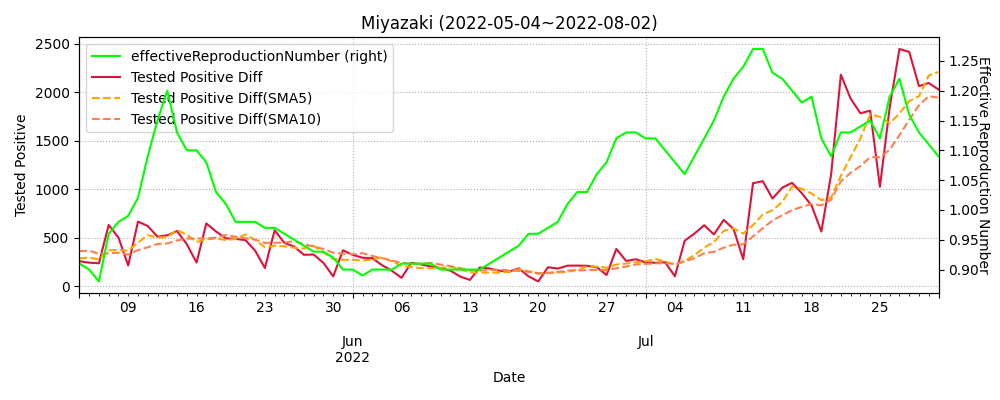 Miyazaki (2022-05-04~2022-08-02)
effectiveReproductionNumber (right)
Tested Positive Diff
Tested Positive Diff(SMA5)
Tested Positive Diff(SMA10)
Tested Positive
2500
2000
1500
1000
500
0
Effective Reproduction Number
1.25
1.20
1.15
1.10
1.05
1.00
0.95
0.90
09 16 23 30 06 13 20 27 04 11 18 25
Jun Jul
2022
Date